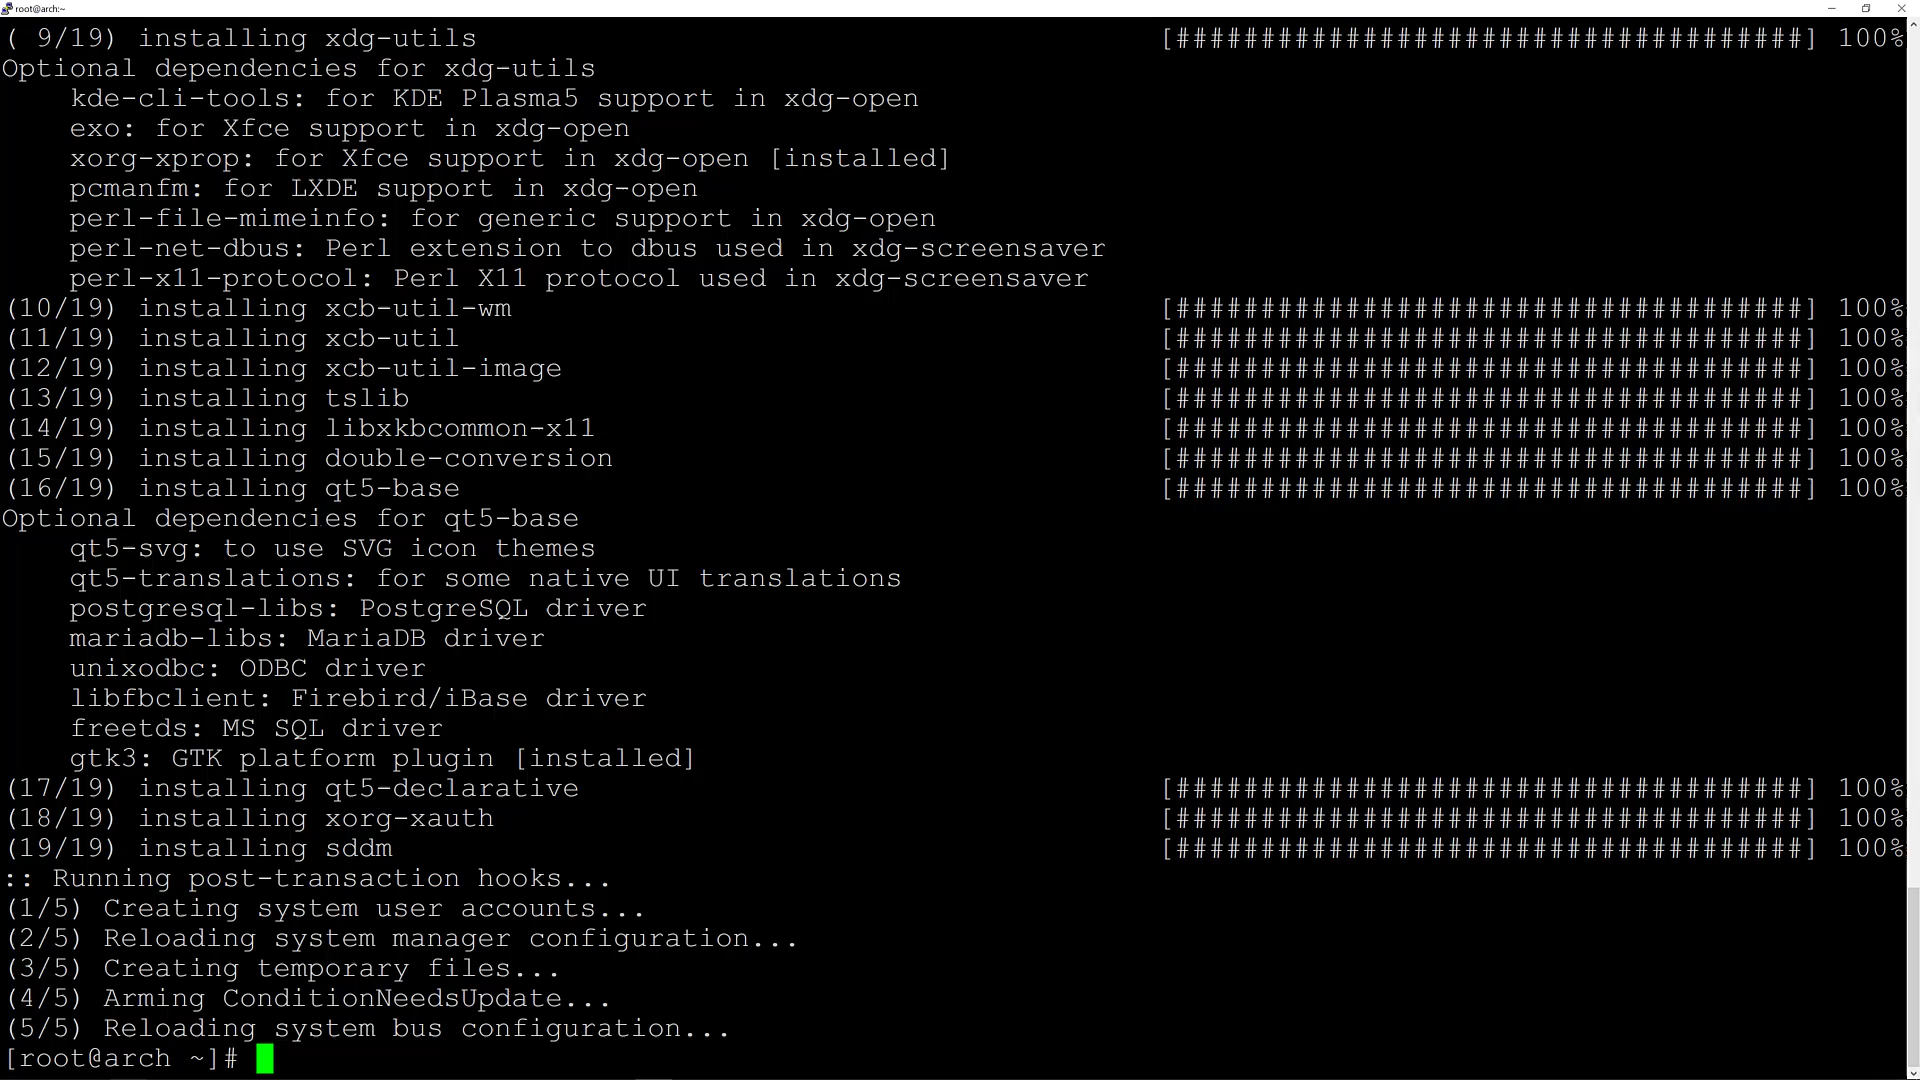 root@arch:~
( 9/19) installing xdg-utils [#####################################] 100%
Optional dependencies for xdg-utils
kde-cli-tools: for KDE Plasma5 support in xdg-open
exo: for Xfce support in xdg-open
xorg-xprop: for Xfce support in xdg-open [installed]
pcmanfm: for LXDE support in xdg-open
perl-file-mimeinfo: for generic support in xdg-open
perl-net-dbus: Perl extension to dbus used in xdg-screensaver
perl-x11-protocol: Perl X11 protocol used in xdg-screensaver
(10/19) installing xcb-util-wm [#####################################] 100%
(11/19) installing xcb-util [#####################################] 100%
(12/19) installing xcb-util-image [#####################################] 100%
(13/19) installing tslib [#####################################] 100%
(14/19) installing libxkbcommon-x11 [#####################################] 100%
(15/19) installing double-conversion [#####################################] 100%
(16/19) installing qt5-base [#####################################] 100%
Optional dependencies for qt5-base
qt5-svg: to use SVG icon themes
qt5-translations: for some native UI translations
postgresql-libs: PostgreSQL driver
mariadb-libs: MariaDB driver
unixodbc: ODBC driver
libfbclient: Firebird/iBase driver
freetds: MS SQL driver
gtk3: GTK platform plugin [installed]
(17/19) installing qt5-declarative [#####################################] 100%
(18/19) installing xorg-xauth [#####################################] 100%
(19/19) installing sddm [#####################################] 100%
:: Running post-transaction hooks...
(1/5) Creating system user accounts...
(2/5) Reloading system manager configuration...
(3/5) Creating temporary files...
(4/5) Arming ConditionNeedsUpdate...
(5/5) Reloading system bus configuration...
[root@arch ~]#